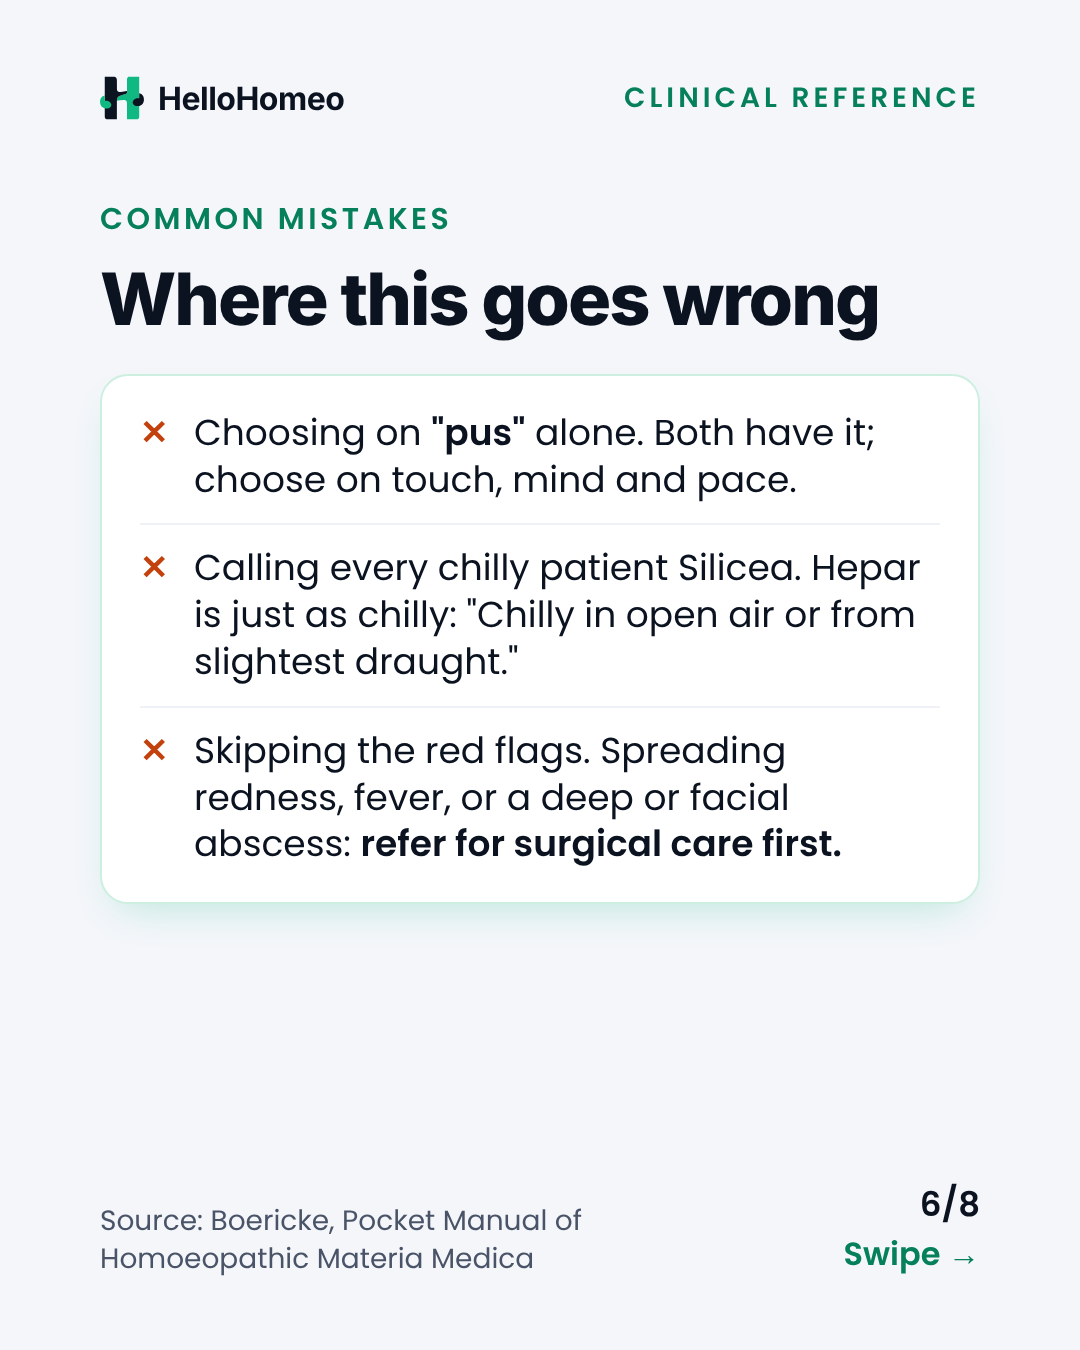 HelloHomeo
CLINICAL REFERENCE
COMMON MISTAKES
Where this goes wrong
✕ Choosing on "pus" alone. Both have it;
choose on touch, mind and pace.
✕ Calling every chilly patient Silicea. Hepar
is just as chilly: "Chilly in open air or from
slightest draught."
✕ Skipping the red flags. Spreading
redness, fever, or a deep or facial
abscess: refer for surgical care first.
Source: Boericke, Pocket Manual of
Homoeopathic Materia Medica
6/8
Swipe →